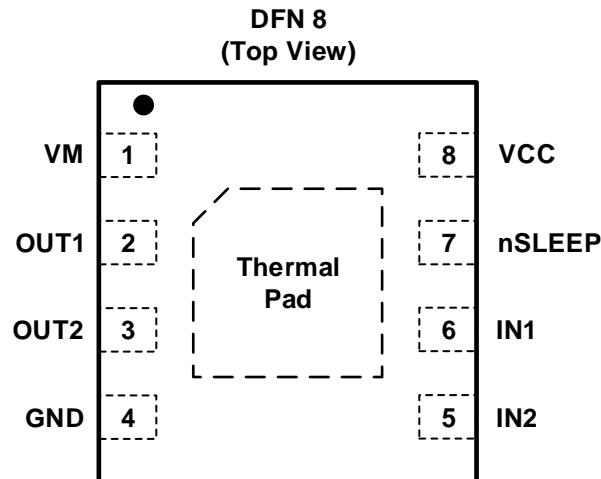 DFN 8
(Top View)
VM 1 8 VCC
OUT1 2 7 nSLEEP
Thermal
Pad
OUT2 3 6 IN1
GND 4 5 IN2